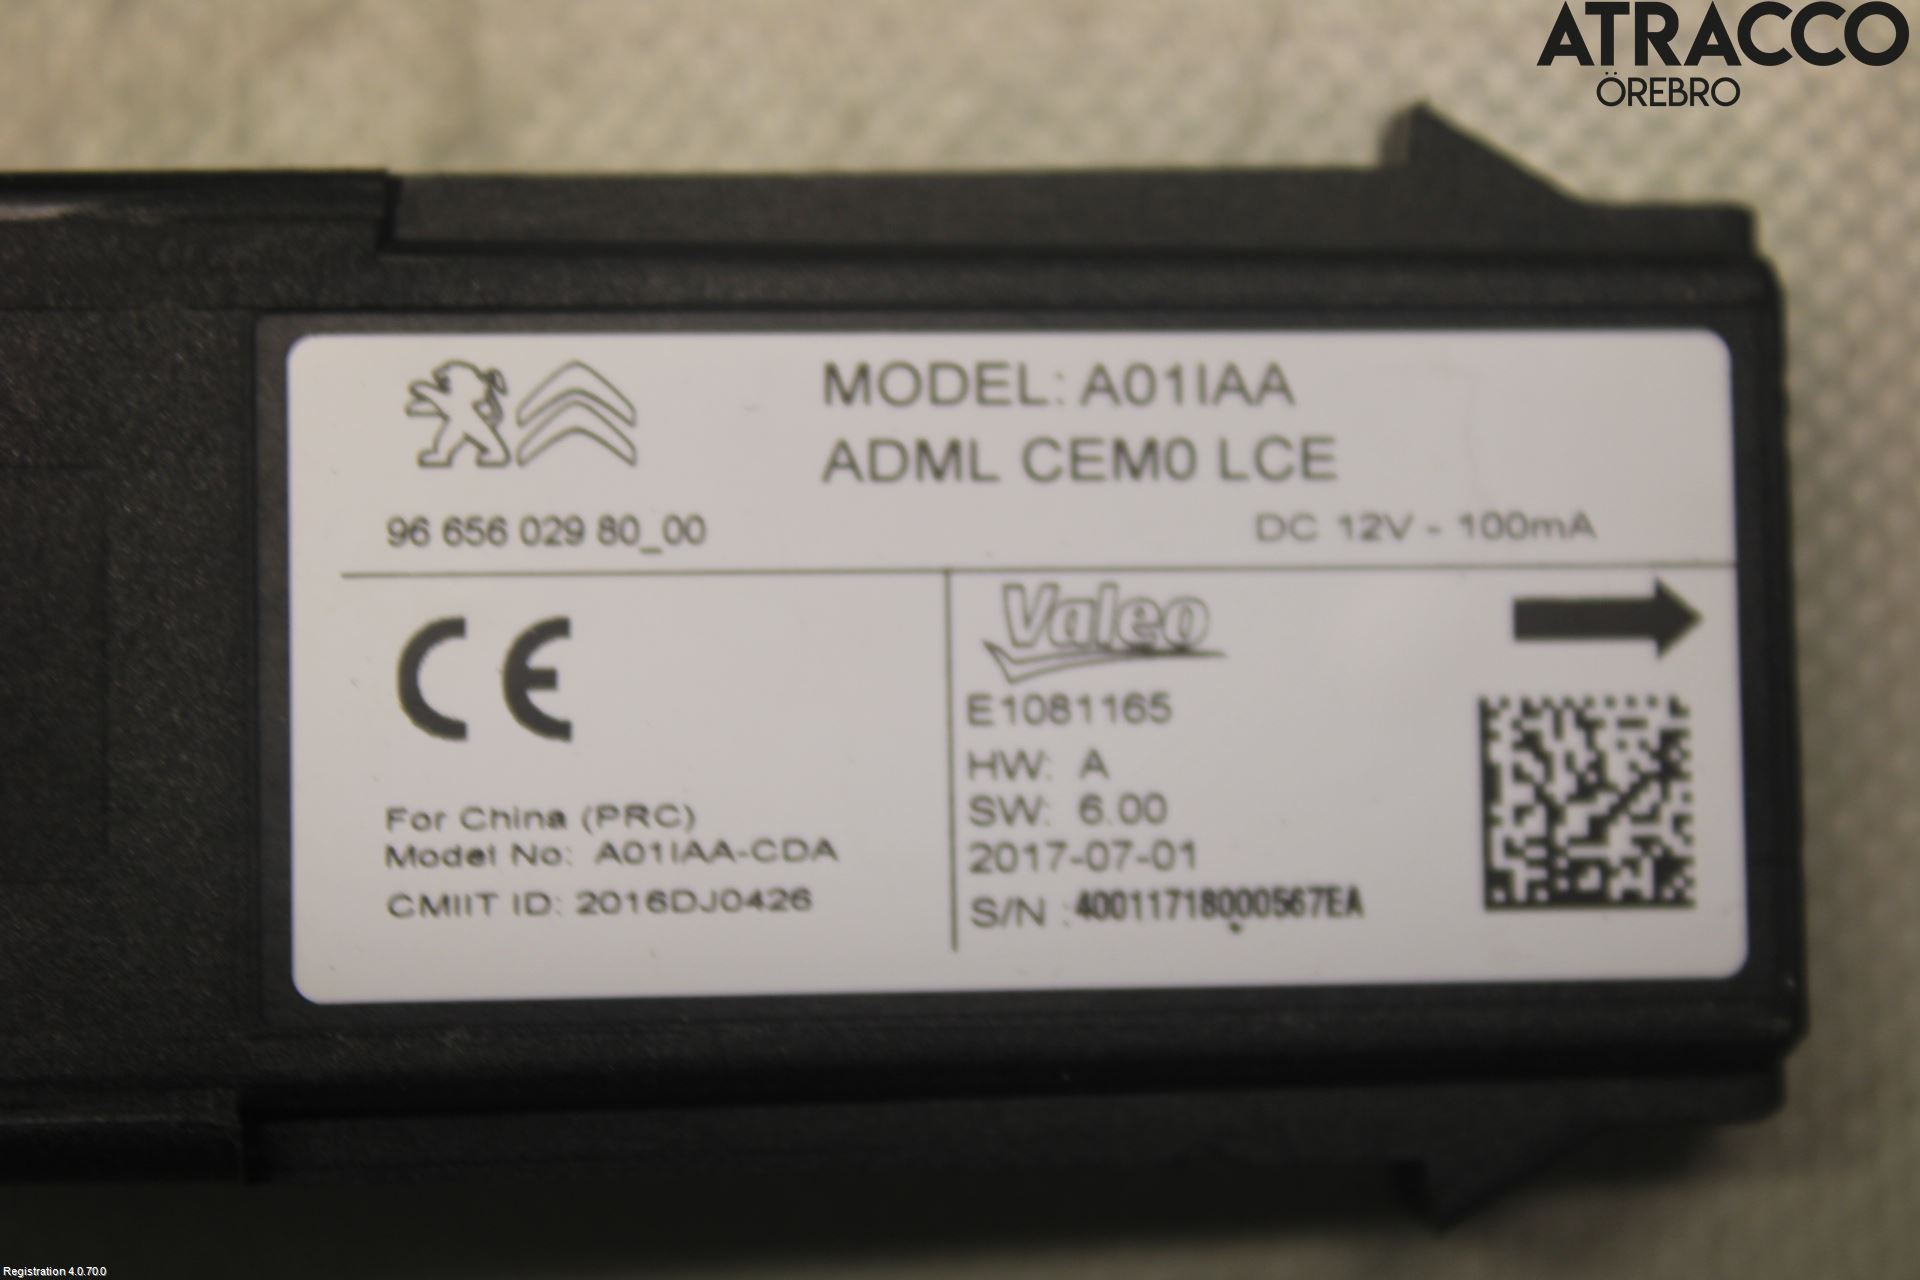 ATRACCO
ÖREBRO
MODEL: A01IAA
ADML CEM0 LCE
96 656 029 80_00
DC 12V - 100mA
CE
For China (PRC)
Model No: A01IAA-CDA
CMIIT ID: 2016DJ0426
Valeo
E1081165
HW: A
SW: 6.00
2017-07-01
S/N : 40011718000567EA
Registration 4.0.70.0